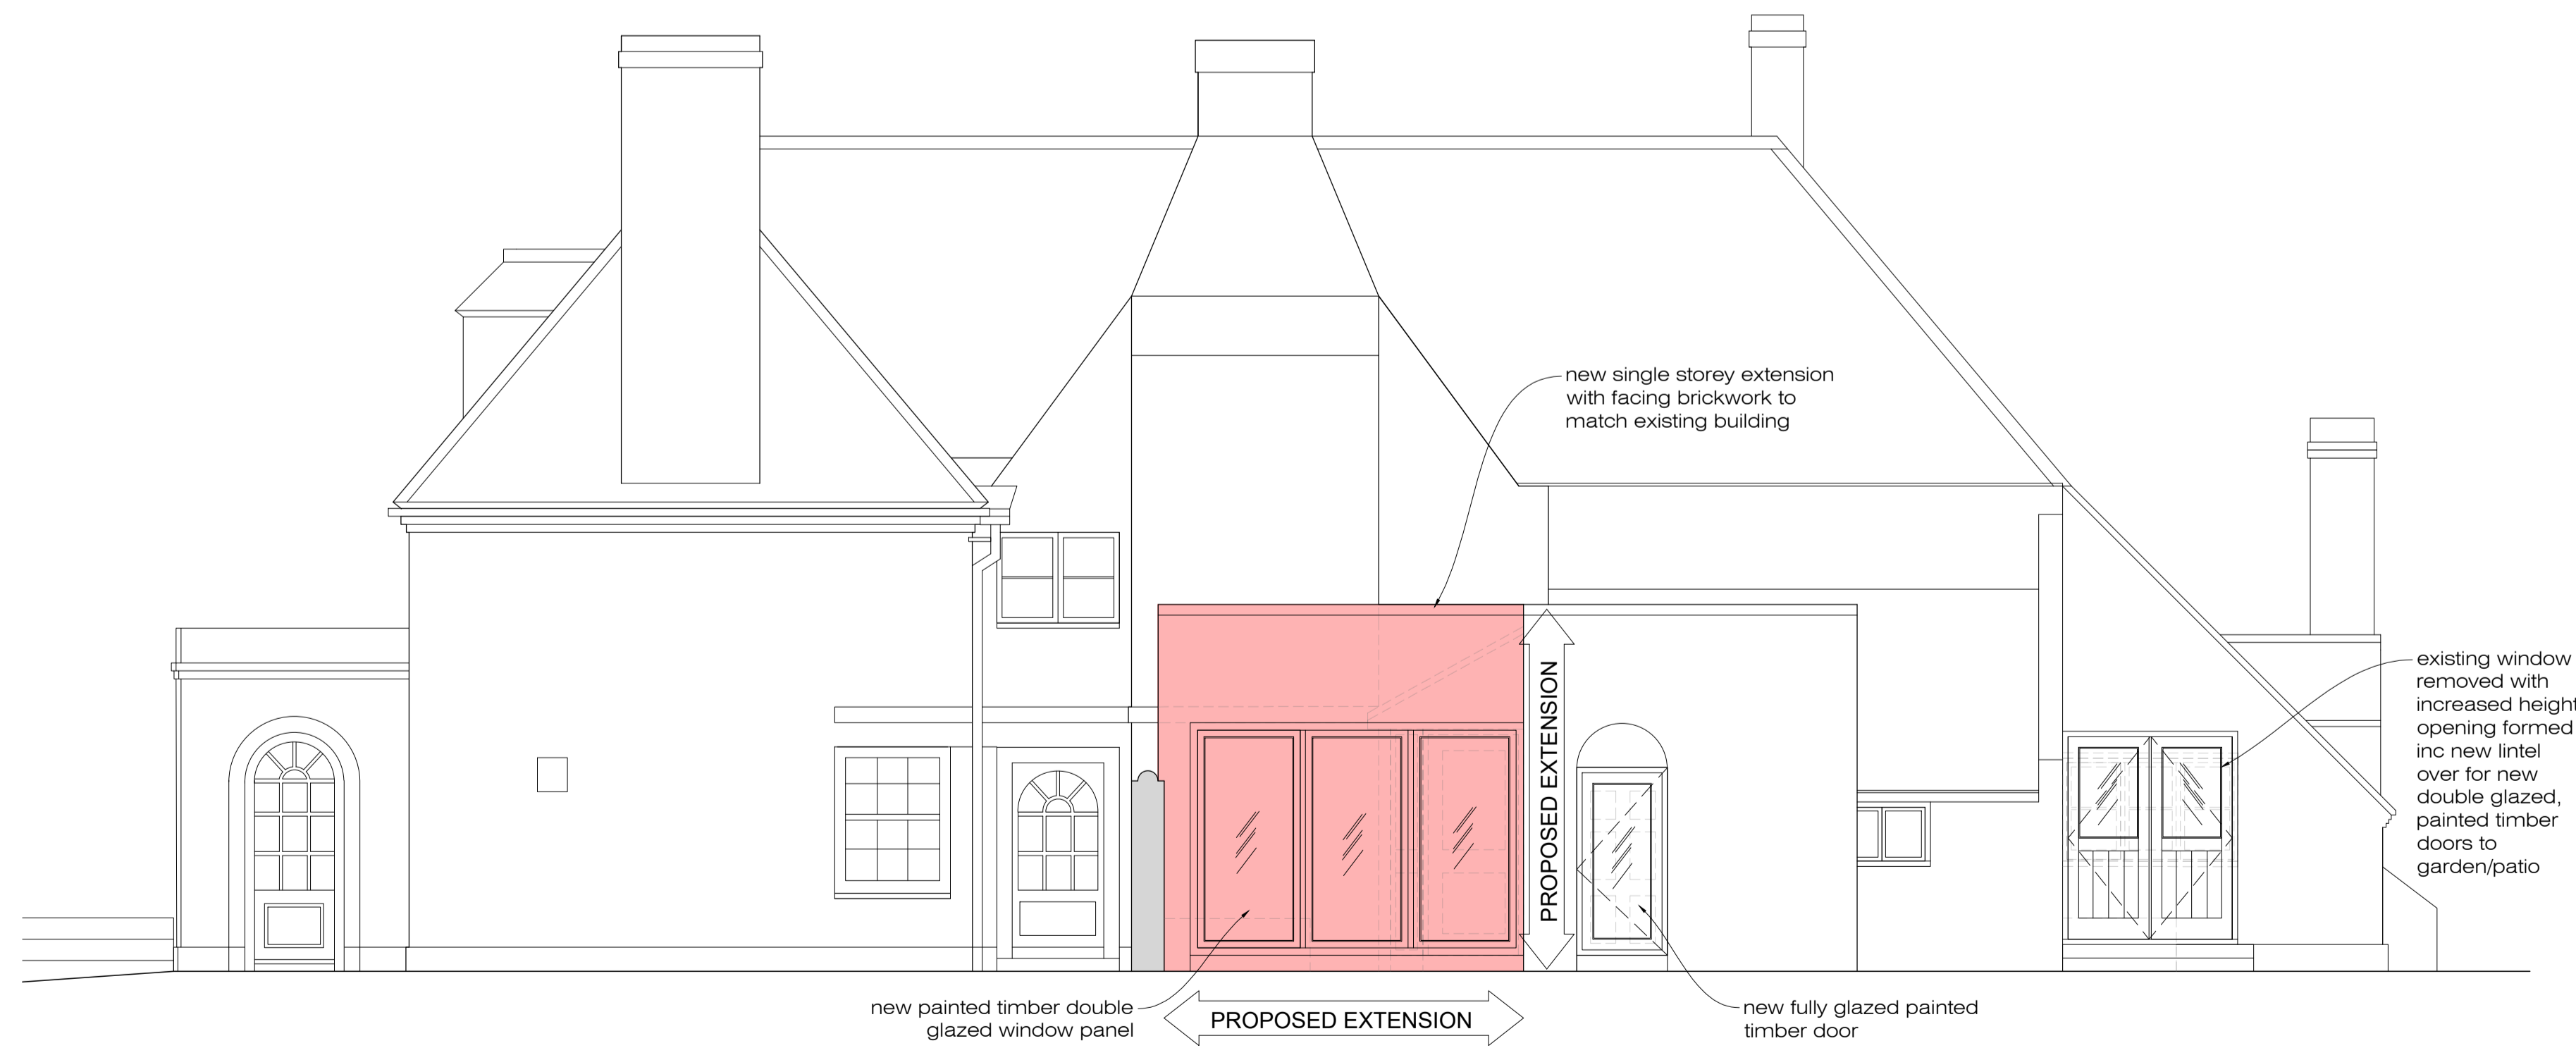 new single storey extension
with facing brickwork to
match existing building
existing window
removed with
increased height
opening formed
inc new lintel
over for new
double glazed,
painted timber
doors to
garden/patio
PROPOSED EXTENSION
new painted timber double
glazed window panel
PROPOSED EXTENSION
new fully glazed painted
timber door